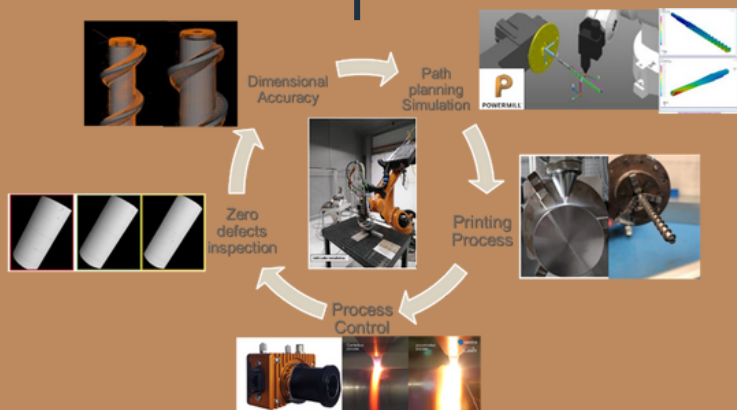 Dimensional
Accuracy
Path
planning
Simulation
POWERMILL
Printing
Process
Process
Control
Zero
defects
inspection